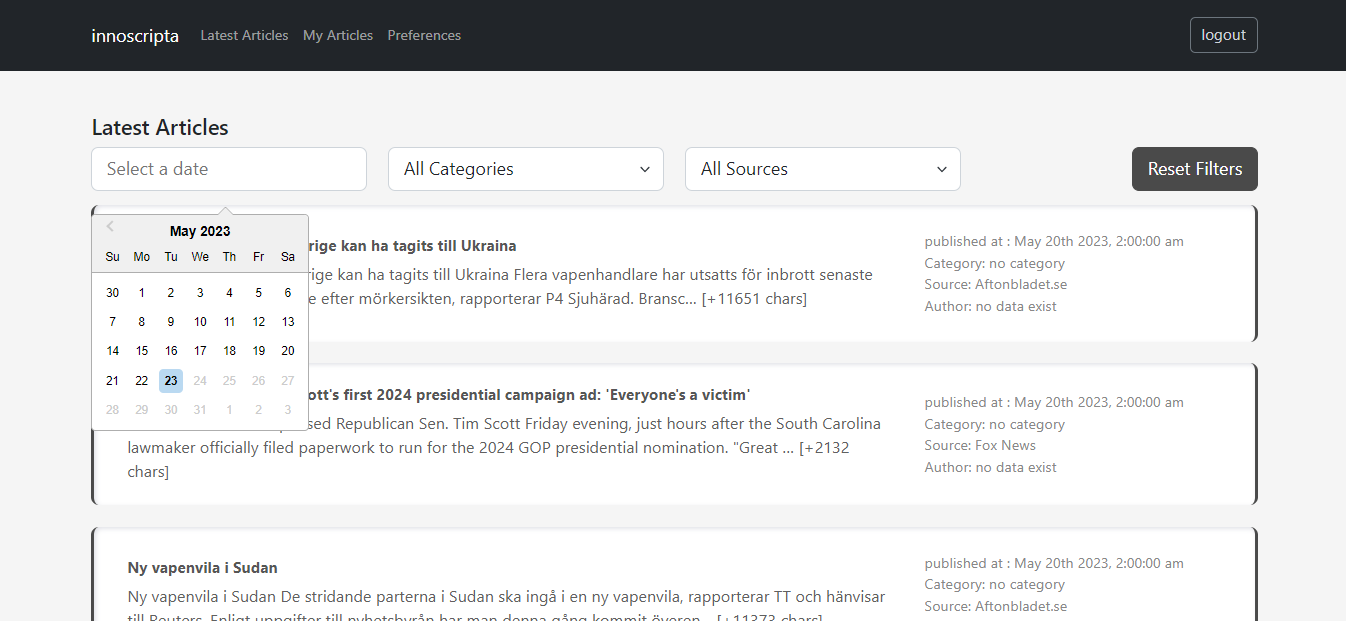 innoscripta Latest Articles My Articles Preferences logout
Latest Articles
Select a date All Categories All Sources Reset Filters
May 2023
Su Mo Tu We Th Fr Sa
30 1 2 3 4 5 6
7 8 9 10 11 12 13
14 15 16 17 18 19 20
21 22 23 24 25 26 27
28 29 30 31 1 2 3
kan ha tagits till Ukraina
kan ha tagits till Ukraina Flera vapenhandlare har utsatts för inbrott senaste
efter mörkersikten, rapporterar P4 Sjuhärad. Bransc... [+11651 chars]
published at : May 20th 2023, 2:00:00 am
Category: no category
Source: Aftonbladet.se
Author: no data exist
first 2024 presidential campaign ad: 'Everyone's a victim'
Republican Sen. Tim Scott Friday evening, just hours after the South Carolina
lawmaker officially filed paperwork to run for the 2024 GOP presidential nomination. "Great ... [+2132
chars]
published at : May 20th 2023, 2:00:00 am
Category: no category
Source: Fox News
Author: no data exist
Ny vapenvila i Sudan
Ny vapenvila i Sudan De stridande parterna i Sudan ska ingå i en ny vapenvila, rapporterar TT och hänvisar
till Reuters. Enligt uppgifter till nyhetsbyrån har man denna gång kommit överen... [+11373 chars]
published at : May 20th 2023, 2:00:00 am
Category: no category
Source: Aftonbladet.se